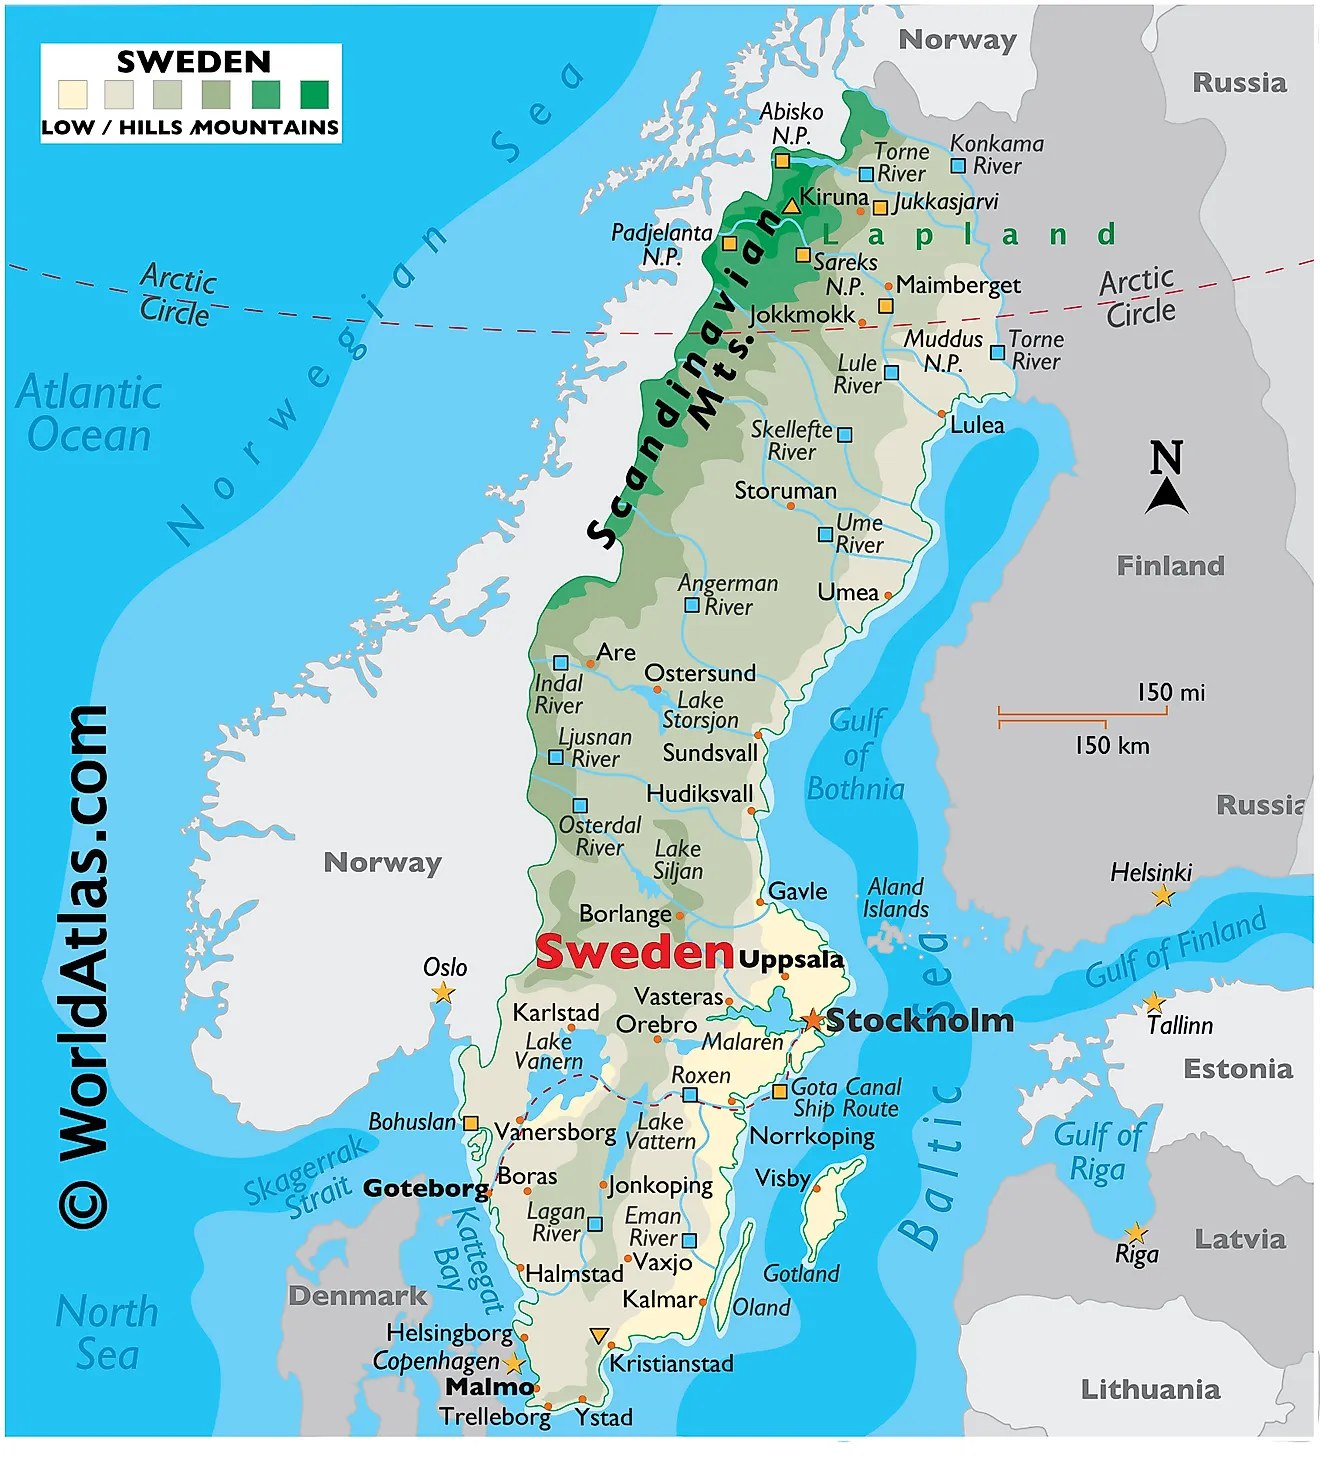 SWEDEN
LOW / HILLS /MOUNTAINS
Norway
Russia
Abisko
N.P.
Torne
River
Konkama
River
Kiruna
Jukkasjarvi
Lapland
Padjelanta
N.P.
Sareks
N.P.
Maimberget
Arctic
Circle
Arctic
Circle
Jokkmokk
Muddus
N.P.
Torne
River
Lule
River
Norwegian Sea
Scandinavian
Mts.
Atlantic
Ocean
Lulea
Skellefte
River
N
Storuman
Ume
River
Finland
Umea
Angerman
River
Are
Ostersund
Indal
River
Lake
Storsjon
150 mi
150 km
Gulf
of
Bothnia
Ljusnan
River
Sundsvall
Hudiksvall
Osterdal
River
Lake
Siljan
Russia
Norway
Helsinki
Aland
Islands
Gavle
Borlange
Sweden
Uppsala
Gulf of Finland
Oslo
Vasteras
Karlstad
Orebro
Stockholm
Tallinn
Lake
Vanern
Malaren
Roxen
Estonia
Gota Canal
Ship Route
Bohuslan
Vanersborg
Lake
Vattern
Norrkoping
Gulf of
Riga
Baltic Sea
Skagerrak
Strait
Boras
Goteborg
Jonkoping
Visby
Lagan
River
Eman
River
Kattegat
Bay
Vaxjo
Latvia
Riga
Halmstad
Gotland
Denmark
Kalmar
Oland
North
Sea
Helsingborg
Copenhagen
Kristianstad
Malmo
Lithuania
Trelleborg
Ystad
© WorldAtlas.com